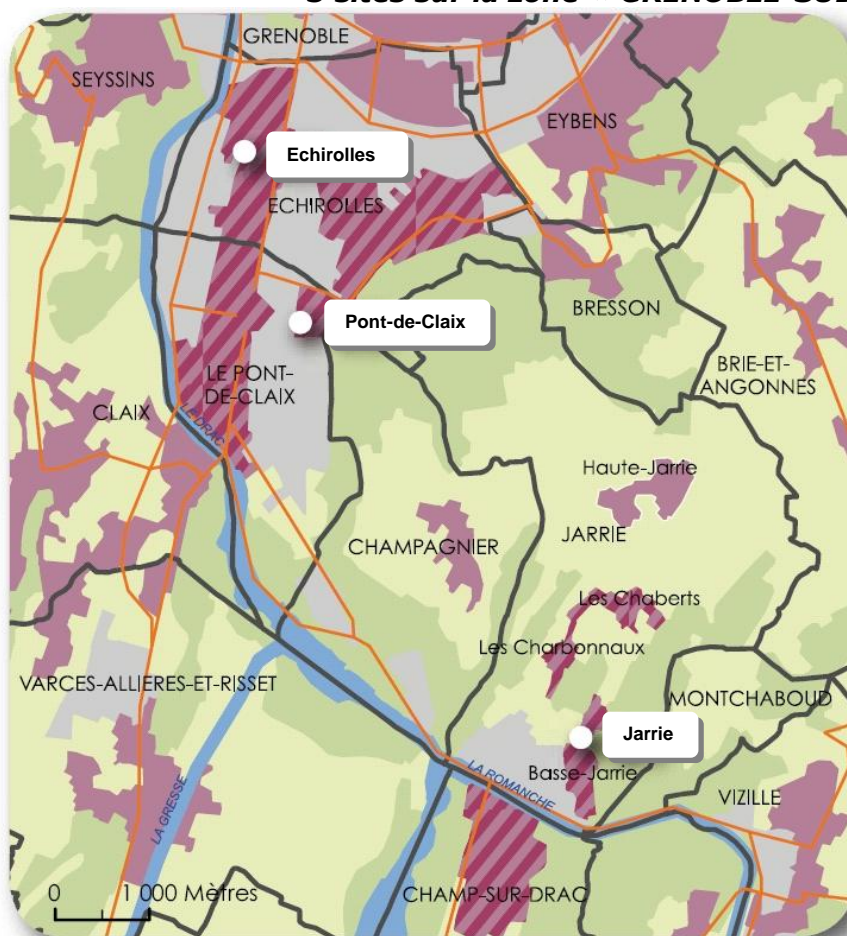 GRENOBLE
SEYSSINS
EYBENS
Echirolles
ECHIROLLES
BRESSON
Pont-de-Claix
BRIE-ET-
ANGONNES
LE PONT-
DE-CLAIX
CLAIX
LE DRAC
Haute-Jarrie
JARRIE
CHAMPAGNIER
Les Chaberts
Les Charbonnaux
VARCES-ALLIERES-ET-RISSET
MONTCHABOUD
Jarrie
Basse-Jarrie
LA ROMANCHE
VIZILLE
LA GRESSE
CHAMP-SUR-DRAC
0 1 000 Mètres